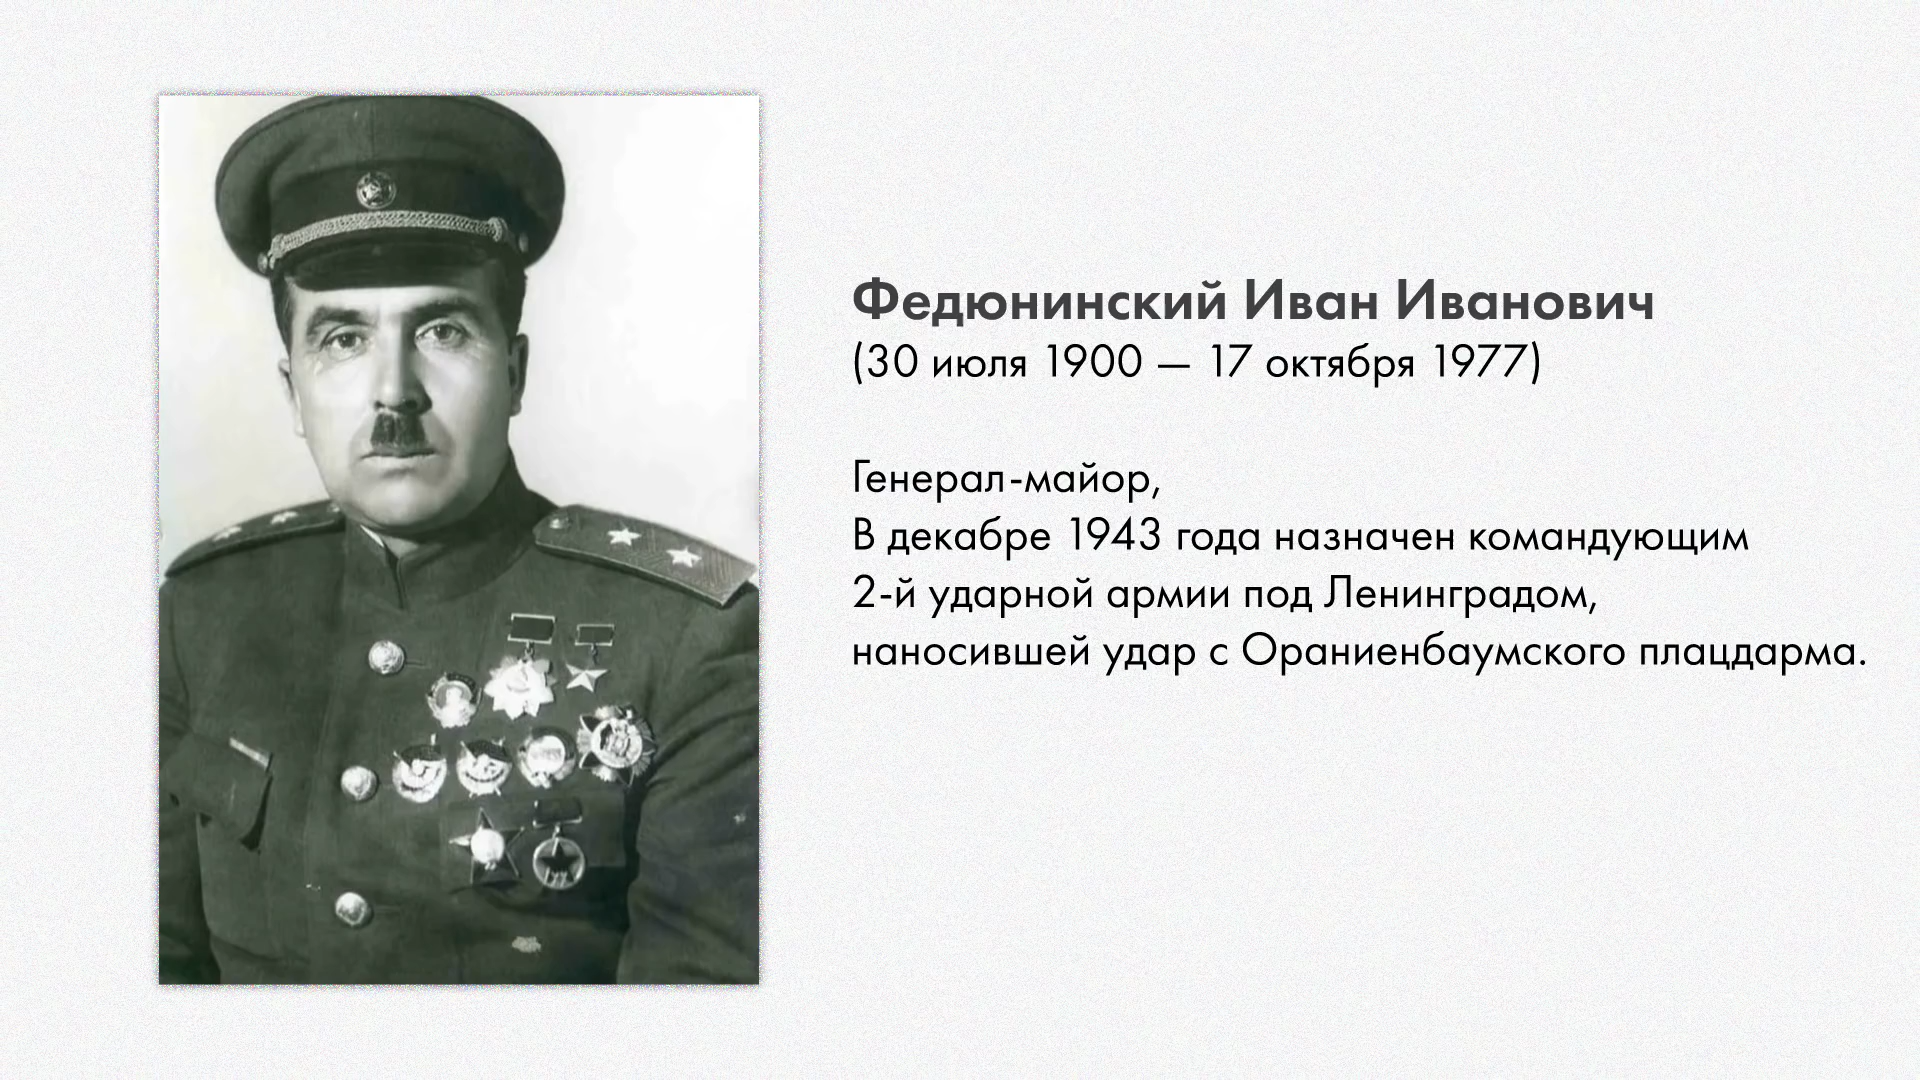 Федюнинский Иван Иванович
(30 июля 1900 — 17 октября 1977)
Генерал-майор,
В декабре 1943 года назначен командующим
2-й ударной армии под Ленинградом,
наносившей удар с Ораниенбаумского плацдарма.